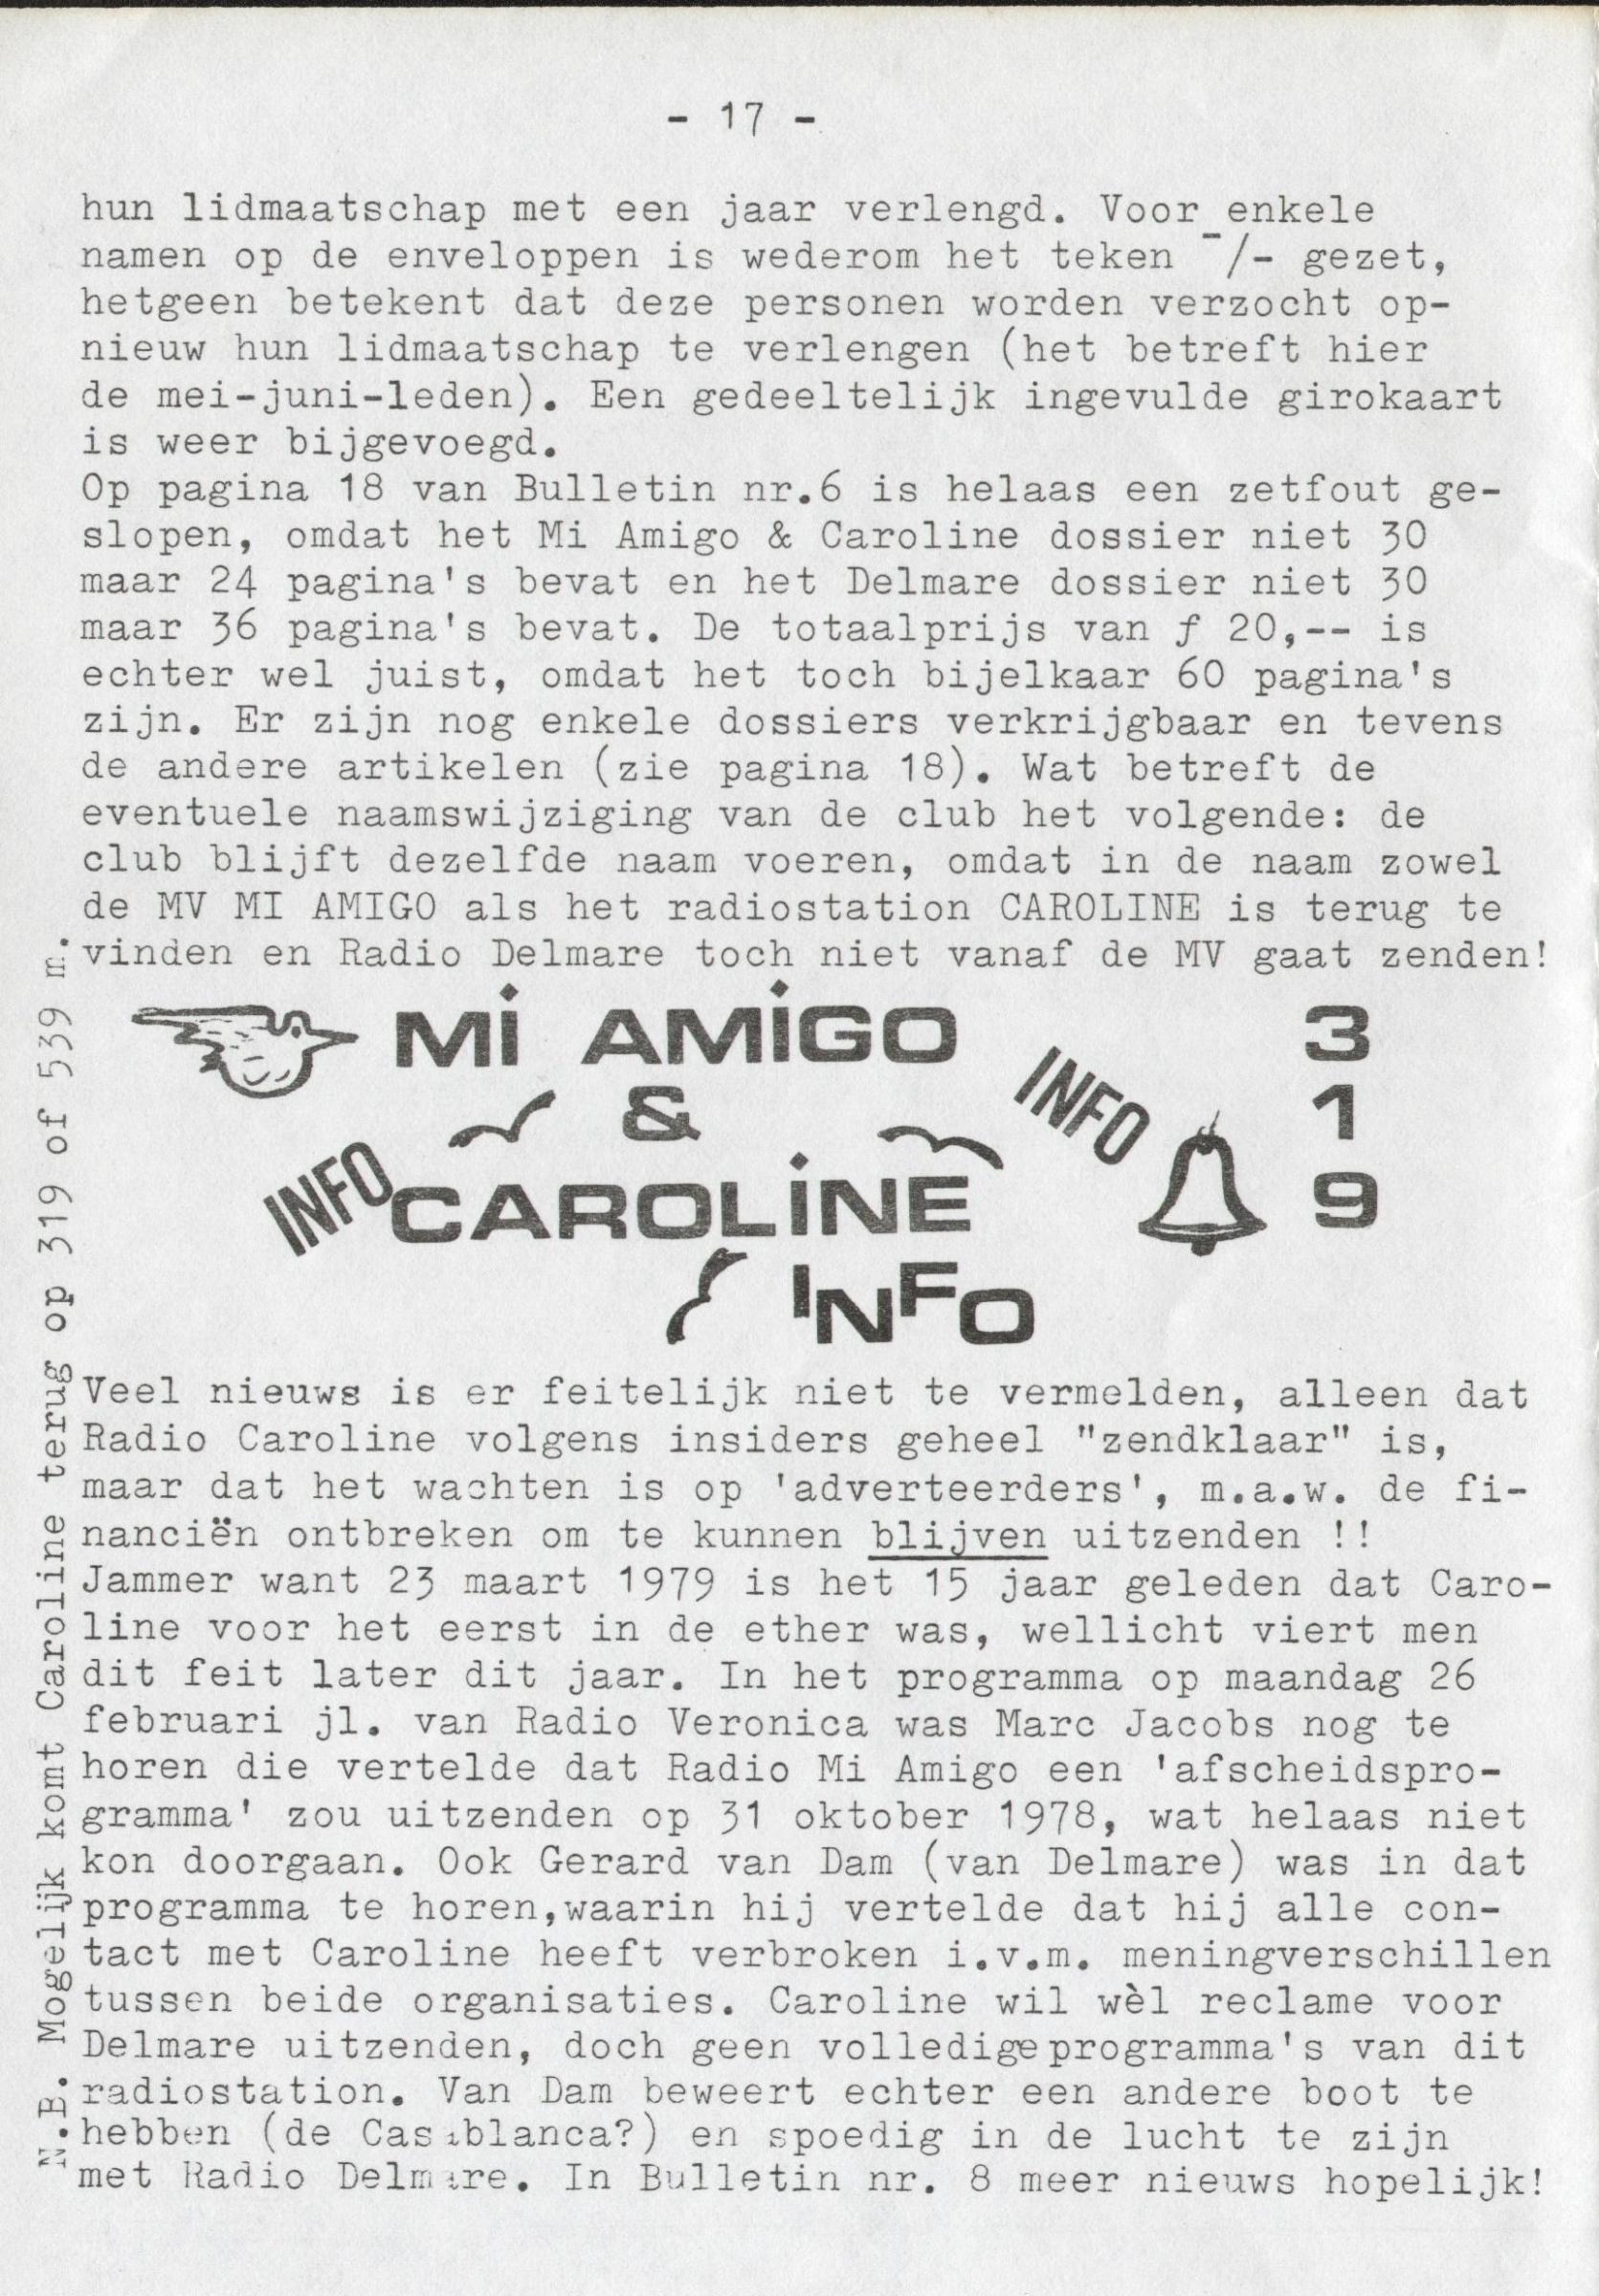 - 17 -
hun lidmaatschap met een jaar verlengd. Voor enkele
namen op de enveloppen is wederom het teken -/- gezet,
hetgeen betekent dat deze personen worden verzocht op-
nieuw hun lidmaatschap te verlengen (het betreft hier
de mei-juni-leden). Een gedeeltelijk ingevulde girokaart
is weer bijgevoegd.
Op pagina 18 van Bulletin nr.6 is helaas een zetfout ge-
slopen, omdat het Mi Amigo & Caroline dossier niet 30
maar 24 pagina's bevat en het Delmare dossier niet 30
maar 36 pagina's bevat. De totaalprijs van ƒ 20,-- is
echter wel juist, omdat het toch bijelkaar 60 pagina's
zijn. Er zijn nog enkele dossiers verkrijgbaar en tevens
de andere artikelen (zie pagina 18). Wat betreft de
eventuele naamswijziging van de club het volgende: de
club blijft dezelfde naam voeren, omdat in de naam zowel
de MV MI AMIGO als het radiostation CAROLINE is terug te
vinden en Radio Delmare toch niet vanaf de MV gaat zenden!
Mi AMiGO
&
CAROLiNE
INFO
INFO
INFO
3
1
9
Veel nieuws is er feitelijk niet te vermelden, alleen dat
Radio Caroline volgens insiders geheel "zendklaar" is,
maar dat het wachten is op 'adverteerders', m.a.w. de fi-
nanciën ontbreken om te kunnen blijven uitzenden !!
Jammer want 23 maart 1979 is het 15 jaar geleden dat Caro-
line voor het eerst in de ether was, wellicht viert men
dit feit later dit jaar. In het programma op maandag 26
februari jl. van Radio Veronica was Marc Jacobs nog te
horen die vertelde dat Radio Mi Amigo een 'afscheidspro-
gramma' zou uitzenden op 31 oktober 1978, wat helaas niet
kon doorgaan. Ook Gerard van Dam (van Delmare) was in dat
programma te horen,waarin hij vertelde dat hij alle con-
tact met Caroline heeft verbroken i.v.m. meningverschillen
tussen beide organisaties. Caroline wil wèl reclame voor
Delmare uitzenden, doch geen volledige programma's van dit
radiostation. Van Dam beweert echter een andere boot te
hebben (de Casablanca?) en spoedig in de lucht te zijn
met Radio Delmare. In Bulletin nr. 8 meer nieuws hopelijk!
N.B. Mogelijk komt Caroline terug op 319 of 539 m.